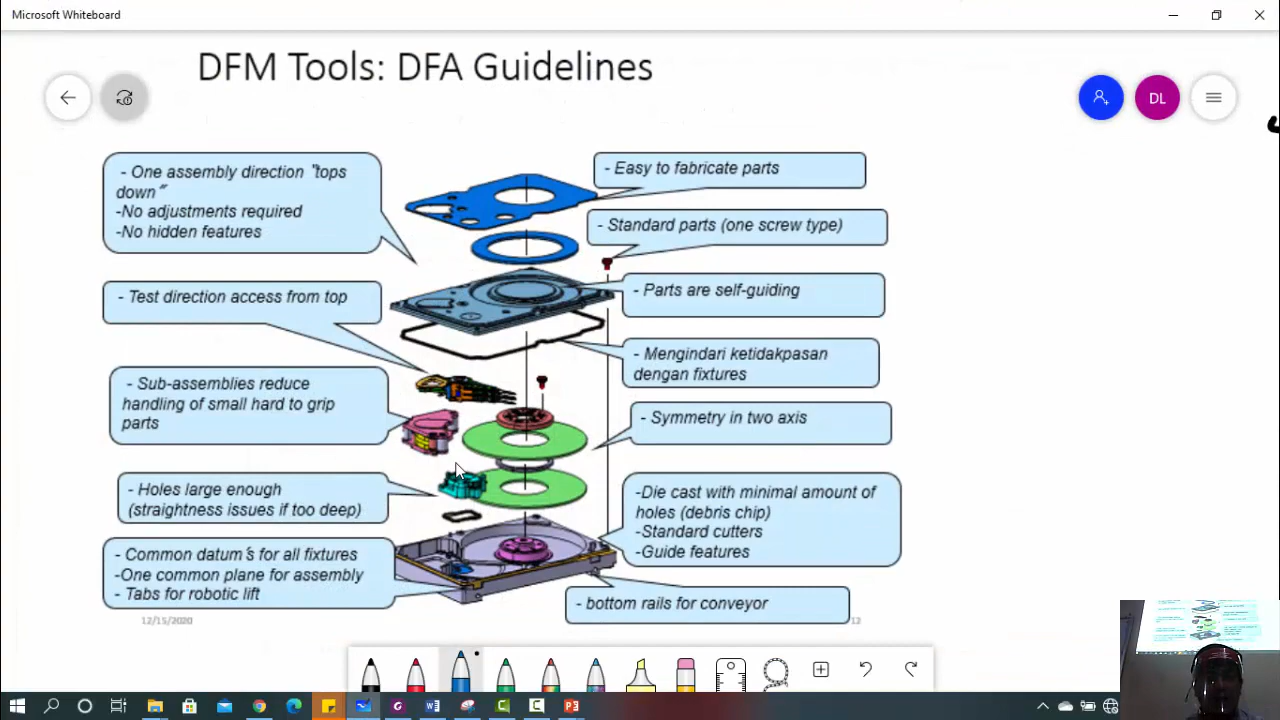 Microsoft Whiteboard
DFM Tools: DFA Guidelines
DL
- One assembly direction "tops
down"
-No adjustments required
-No hidden features
- Test direction access from top
- Sub-assemblies reduce
handling of small hard to grip
parts
- Holes large enough
(straightness issues if too deep)
- Common datum's for all fixtures
-One common plane for assembly
- Tabs for robotic lift
- Easy to fabricate parts
- Standard parts (one screw type)
- Parts are self-guiding
- Mengindari ketidakpasan
dengan fixtures
- Symmetry in two axis
-Die cast with minimal amount of
holes (debris chip)
-Standard cutters
-Guide features
- bottom rails for conveyor
12/15/2020
12